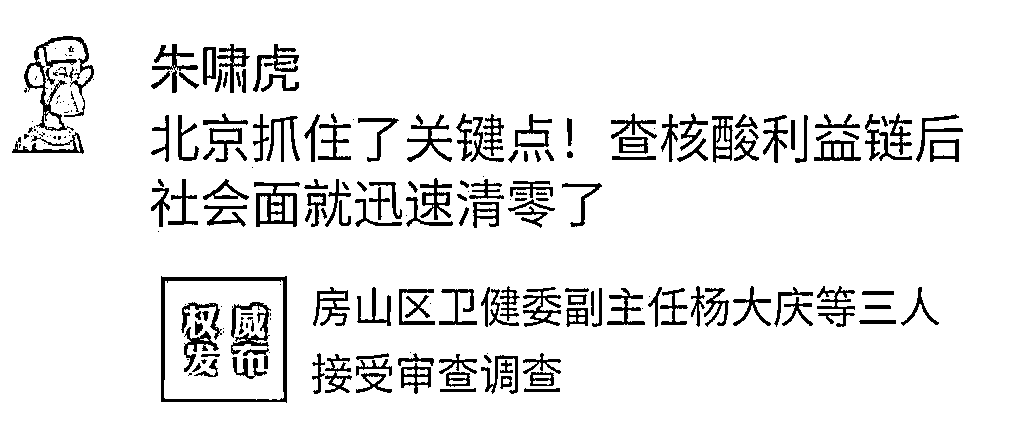 朱啸虎
北京抓住了关键点！查核酸利益链后
社会面就迅速清零了
权威
发布
房山区卫健委副主任杨大庆等三人
接受审查调查